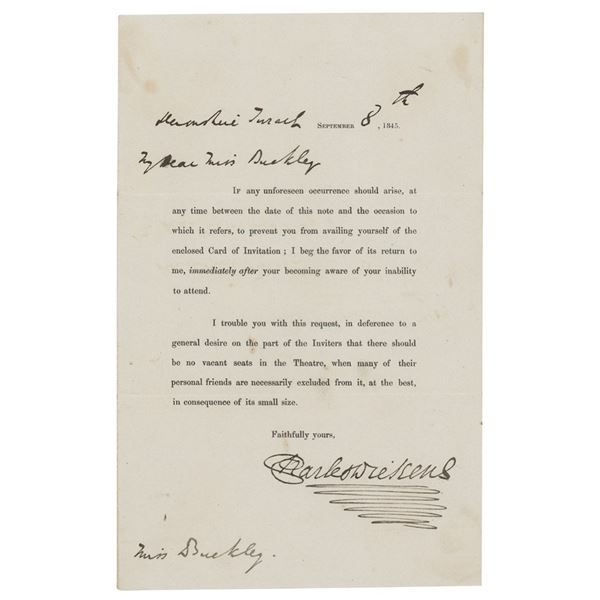 Devonshire Terrace SEPTEMBER 8th, 1845.
My Dear Miss Buckley
IF any unforeseen occurrence should arise, at
any time between the date of this note and the occasion to
which it refers, to prevent you from availing yourself of the
enclosed Card of Invitation ; I beg the favor of its return to
me, immediately after your becoming aware of your inability
to attend.
I trouble you with this request, in deference to a
general desire on the part of the Inviters that there should
be no vacant seats in the Theatre, when many of their
personal friends are necessarily excluded from it, at the best,
in consequence of its small size.
Faithfully yours,
Charles Dickens
Miss Buckley.